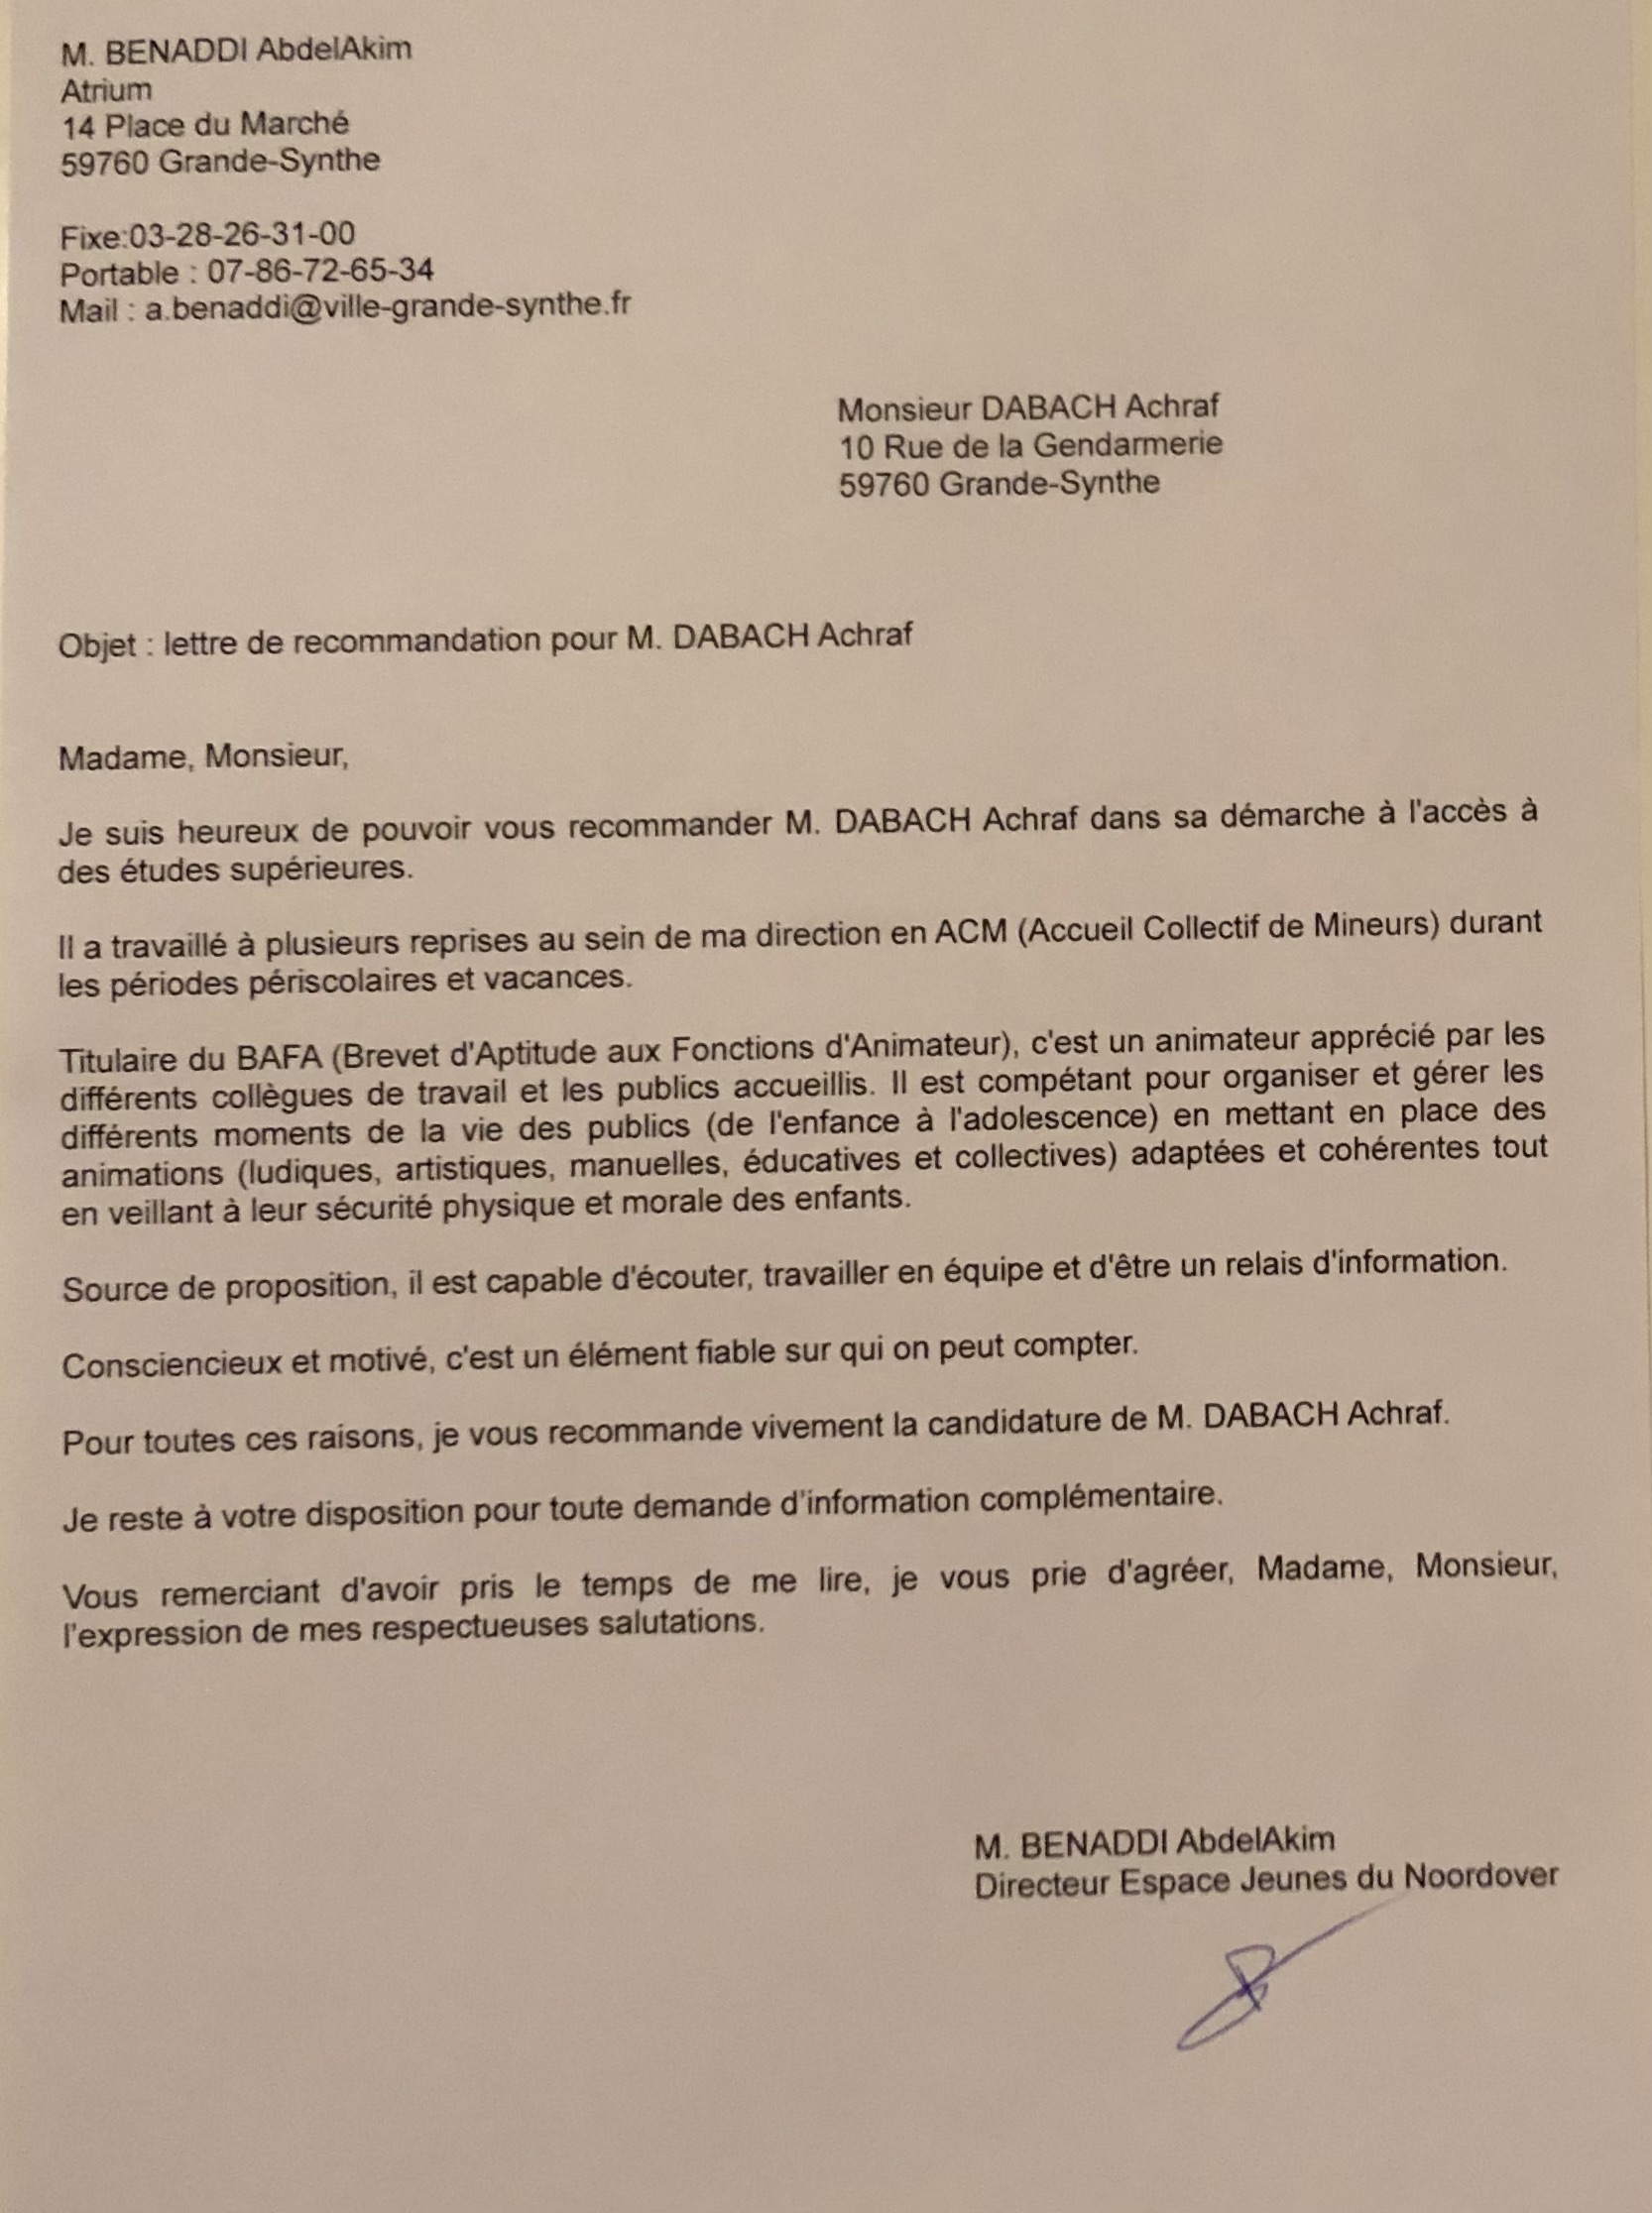 M. BENADDI AbdelAkim
Atrium
14 Place du Marché
59760 Grande-Synthe
Fixe:03-28-26-31-00
Portable : 07-86-72-65-34
Mail : a.benaddi@ville-grande-synthe.fr
Monsieur DABACH Achraf
10 Rue de la Gendarmerie
59760 Grande-Synthe
Objet : lettre de recommandation pour M. DABACH Achraf
Madame, Monsieur,
Je suis heureux de pouvoir vous recommander M. DABACH Achraf dans sa démarche à l'accès à
des études supérieures.
Il a travaillé à plusieurs reprises au sein de ma direction en ACM (Accueil Collectif de Mineurs) durant
les périodes périscolaires et vacances.
Titulaire du BAFA (Brevet d'Aptitude aux Fonctions d'Animateur), c'est un animateur apprécié par les
différents collègues de travail et les publics accueillis. Il est compétant pour organiser et gérer les
différents moments de la vie des publics (de l'enfance à l'adolescence) en mettant en place des
animations (ludiques, artistiques, manuelles, éducatives et collectives) adaptées et cohérentes tout
en veillant à leur sécurité physique et morale des enfants.
Source de proposition, il est capable d'écouter, travailler en équipe et d'être un relais d'information.
Consciencieux et motivé, c'est un élément fiable sur qui on peut compter.
Pour toutes ces raisons, je vous recommande vivement la candidature de M. DABACH Achraf.
Je reste à votre disposition pour toute demande d'information complémentaire.
Vous remerciant d'avoir pris le temps de me lire, je vous prie d'agréer, Madame, Monsieur,
l'expression de mes respectueuses salutations.
M. BENADDI AbdelAkim
Directeur Espace Jeunes du Noordover